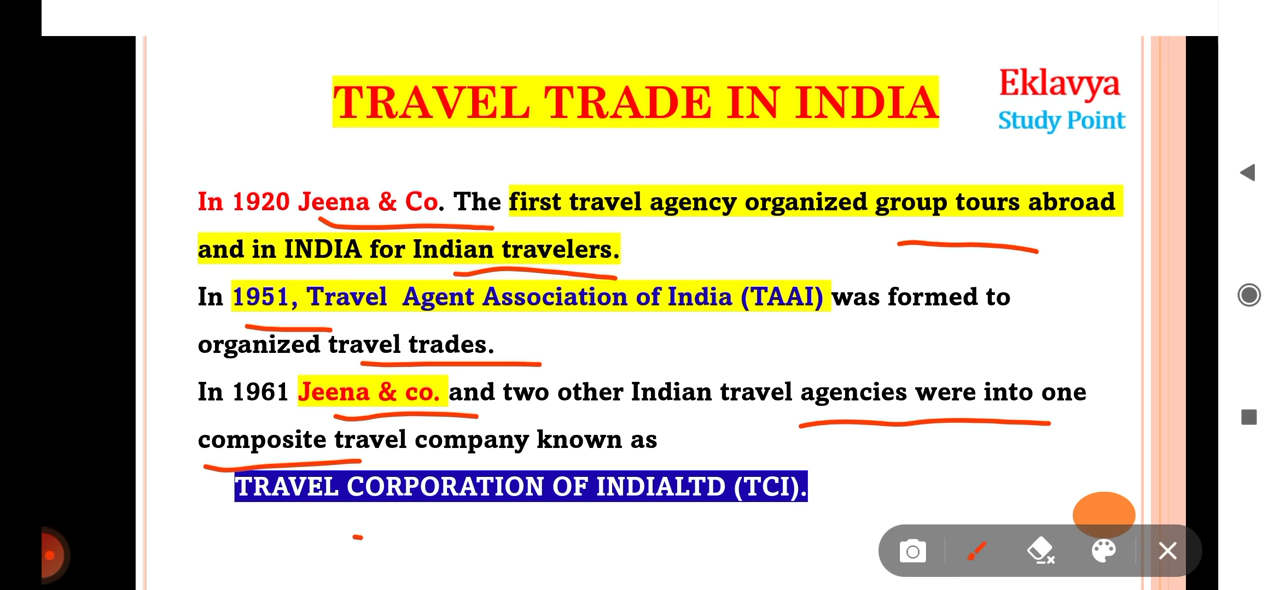 TRAVEL TRADE IN INDIA
Eklavya
Study Point
In 1920 Jeena & Co. The first travel agency organized group tours abroad
and in INDIA for Indian travelers.
In 1951, Travel Agent Association of India (TAAI) was formed to
organized travel trades.
In 1961 Jeena & co. and two other Indian travel agencies were into one
composite travel company known as
TRAVEL CORPORATION OF INDIALTD (TCI).